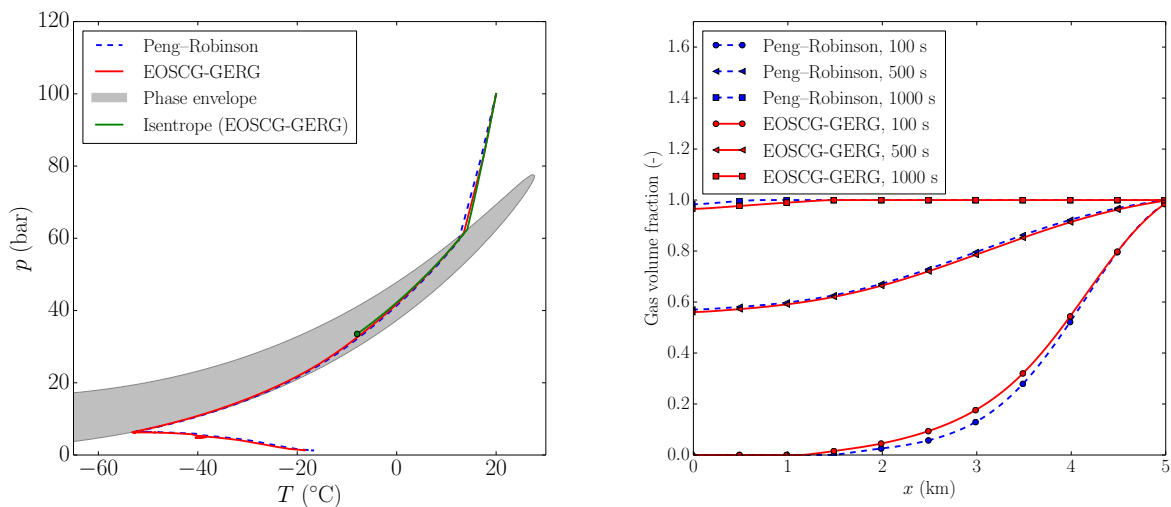 120
100
80
60
40
20
0
p (bar)
−60
−40
−20
0
20
T (°C)
Peng–Robinson
EOSCG-GERG
Phase envelope
Isentrope (EOSCG-GERG)
1.6
1.4
1.2
1.0
0.8
0.6
0.4
0.2
0.0
Gas volume fraction (-)
0
1
2
3
4
5
x (km)
Peng–Robinson, 100 s
Peng–Robinson, 500 s
Peng–Robinson, 1000 s
EOSCG-GERG, 100 s
EOSCG-GERG, 500 s
EOSCG-GERG, 1000 s